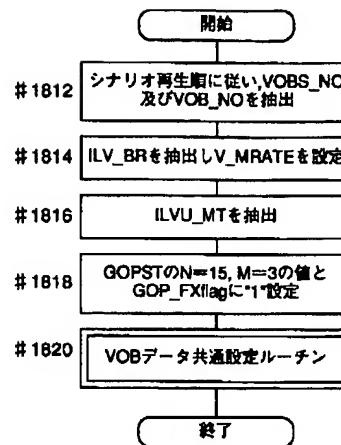 開始
#1812
シナリオ再生順に従い,VOBS_NO
及びVOB_NOを抽出
#1814
ILV_BRを抽出しV_MRATEを設定
#1816
ILVU_MTを抽出
#1818
GOPSTのN=15, M=3の値と
GOP_FXflagに"1"設定
#1820
VOBデータ共通設定ルーチン
終了